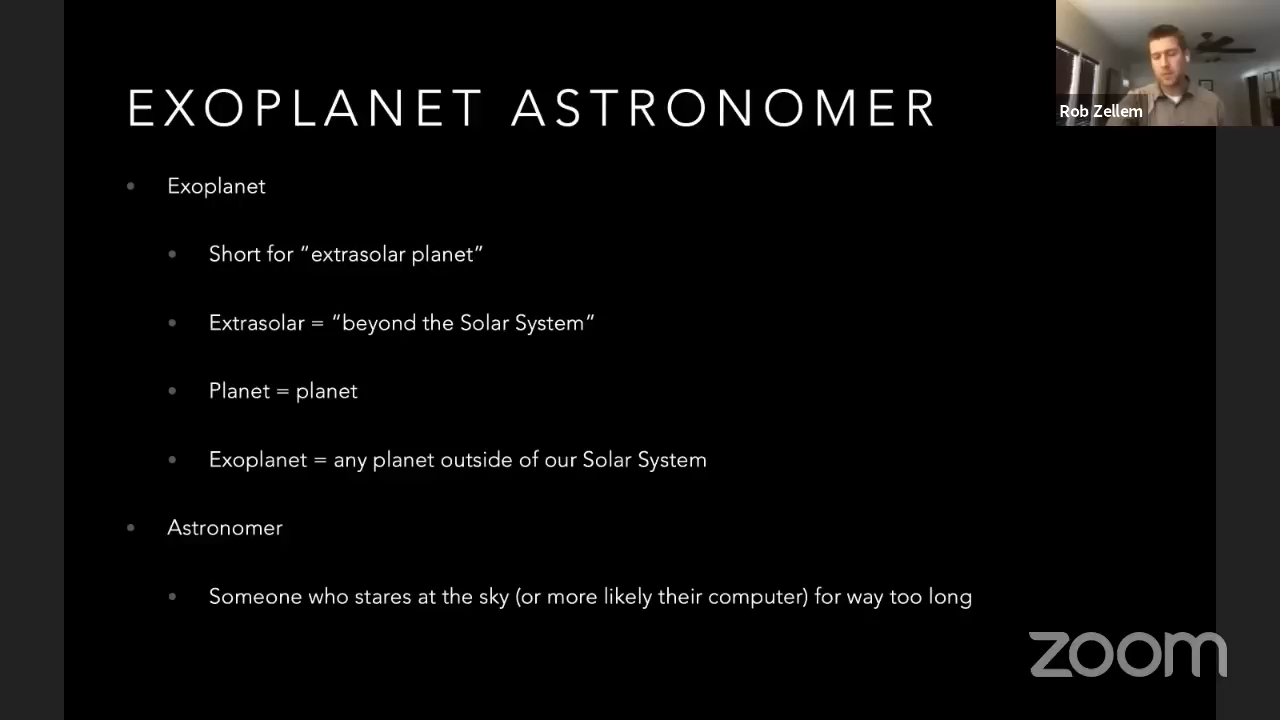 EXOPLANET ASTRONOMER
Rob Zellem
Exoplanet
Short for “extrasolar planet”
Extrasolar = “beyond the Solar System”
Planet = planet
Exoplanet = any planet outside of our Solar System
Astronomer
Someone who stares at the sky (or more likely their computer) for way too long
zoom